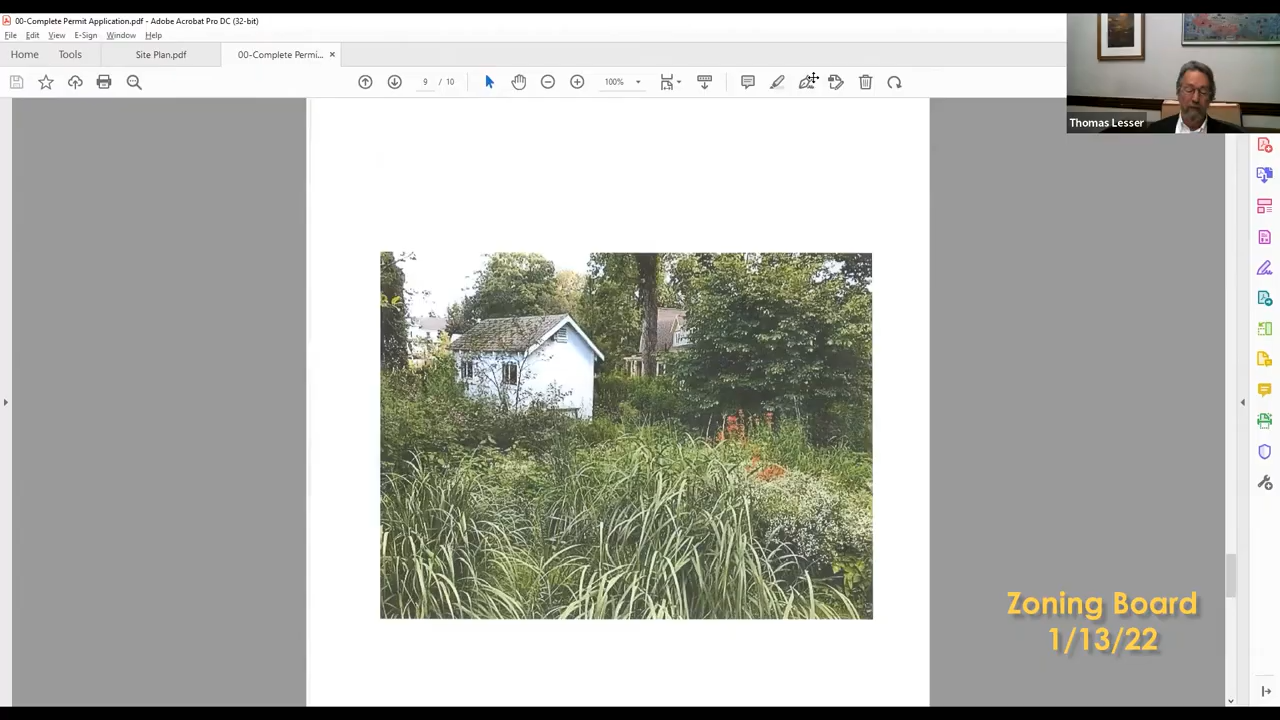 00-Complete Permit Application.pdf - Adobe Acrobat Pro DC (32-bit)
File Edit View E-Sign Window Help
Home Tools Site Plan.pdf 00-Complete Permi... ×
9 / 10 100%
Thomas Lesser
Zoning Board
1/13/22